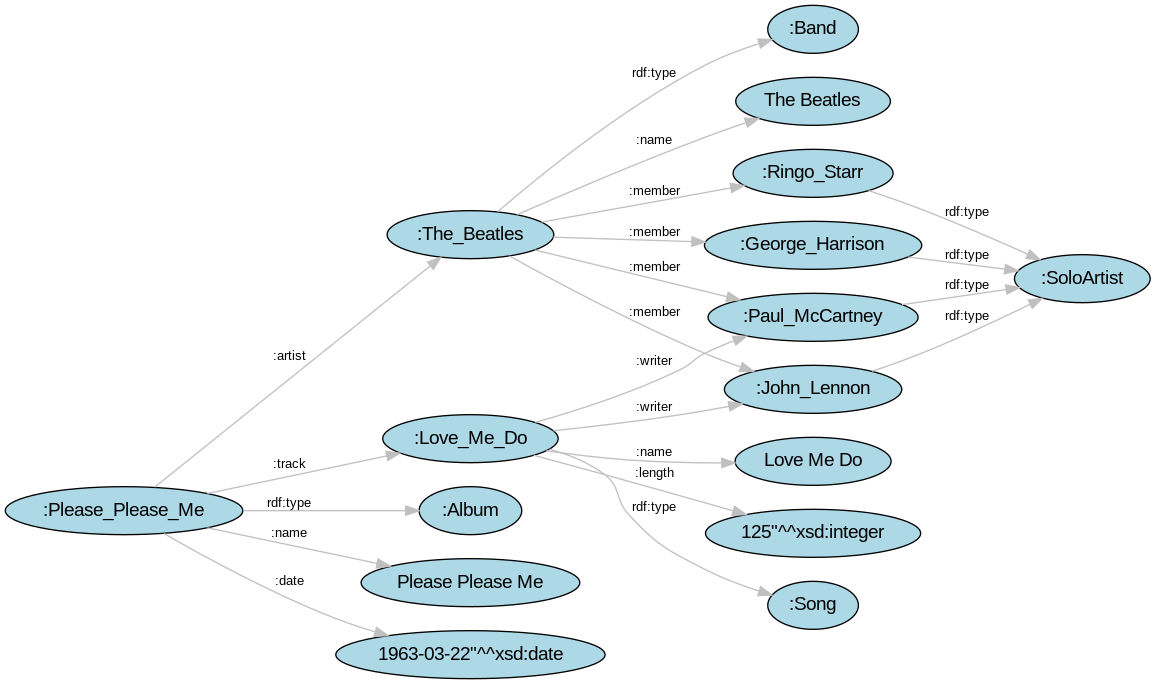 :Band
rdf:type
The Beatles
:name
:Ringo_Starr
:member
rdf:type
:The_Beatles
:member
:George_Harrison
rdf:type
:SoloArtist
:member
rdf:type
:Paul_McCartney
:member
rdf:type
:artist
:writer
:John_Lennon
:writer
:Love_Me_Do
:name
Love Me Do
:track
:length
:Please_Please_Me
rdf:type
:Album
rdf:type
:name
125"^^xsd:integer
Please Please Me
:date
:Song
1963-03-22"^^xsd:date